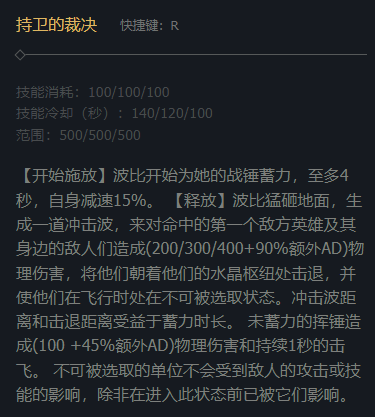 持卫的裁决 快捷键：R
技能消耗：100/100/100
技能冷却（秒）：140/120/100
范围：500/500/500
【开始施放】波比开始为她的战锤蓄力，至多4
秒，自身减速15%。 【释放】波比猛砸地面，生
成一道冲击波，来对命中的第一个敌方英雄及其
身边的敌人们造成(200/300/400+90%额外AD)物
理伤害，将他们朝着他们的水晶枢纽处击退，并
使他们在飞行时处在不可被选取状态。冲击波距
离和击退距离受益于蓄力时长。 未蓄力的挥锤造
成(100 +45%额外AD)物理伤害和持续1秒的击
飞。 不可被选取的单位不会受到敌人的攻击或技
能的影响，除非在进入此状态前已被它们影响。